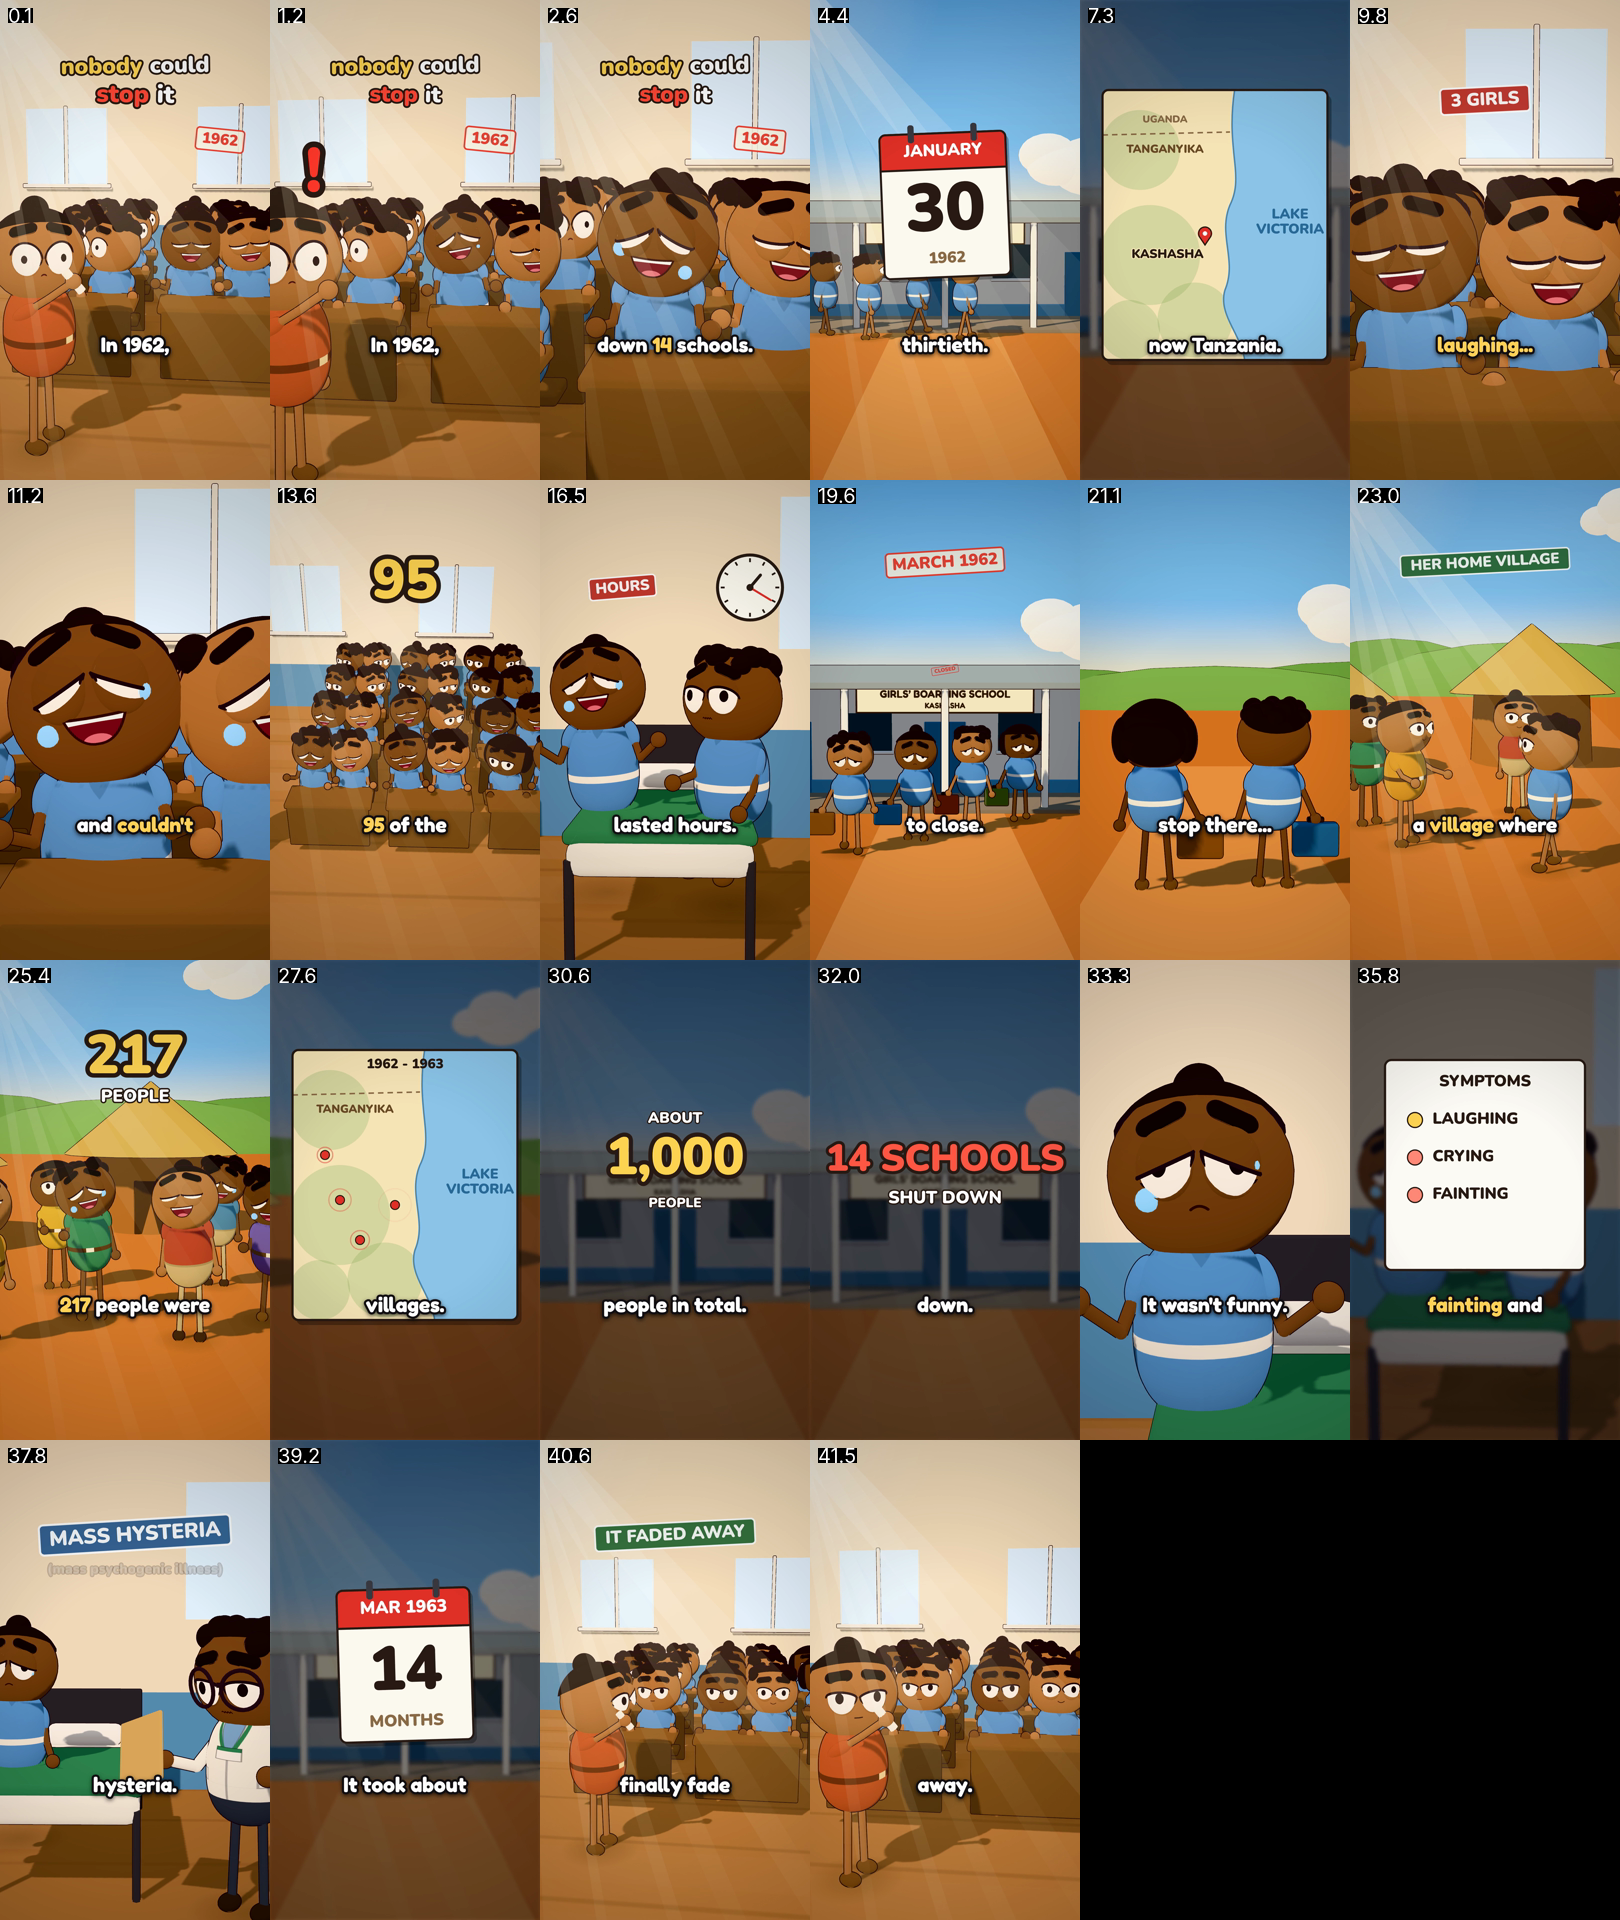 0.1
nobody could
stop it
1962
In 1962,
1.2
nobody could
stop it
1962
In 1962,
2.6
nobody could
stop it
1962
down 14 schools.
4.4
JANUARY
30
1962
thirtieth.
7.3
UGANDA
TANGANYIKA
LAKE
VICTORIA
KASHASHA
now Tanzania.
9.8
3 GIRLS
laughing...
11.2
and couldn't
13.6
95
95 of the
16.5
HOURS
lasted hours.
19.6
MARCH 1962
CLOSED
GIRLS' BOARDING SCHOOL
KASHASHA
to close.
21.1
stop there...
23.0
HER HOME VILLAGE
a village where
25.4
217
PEOPLE
217 people were
27.6
1962 - 1963
TANGANYIKA
LAKE
VICTORIA
villages.
30.6
ABOUT
1,000
PEOPLE
people in total.
32.0
14 SCHOOLS
SHUT DOWN
down.
33.3
It wasn't funny.
35.8
SYMPTOMS
LAUGHING
CRYING
FAINTING
fainting and
37.8
MASS HYSTERIA
(mass psychogenic illness)
hysteria.
39.2
MAR 1963
14
MONTHS
It took about
40.6
IT FADED AWAY
finally fade
41.5
away.